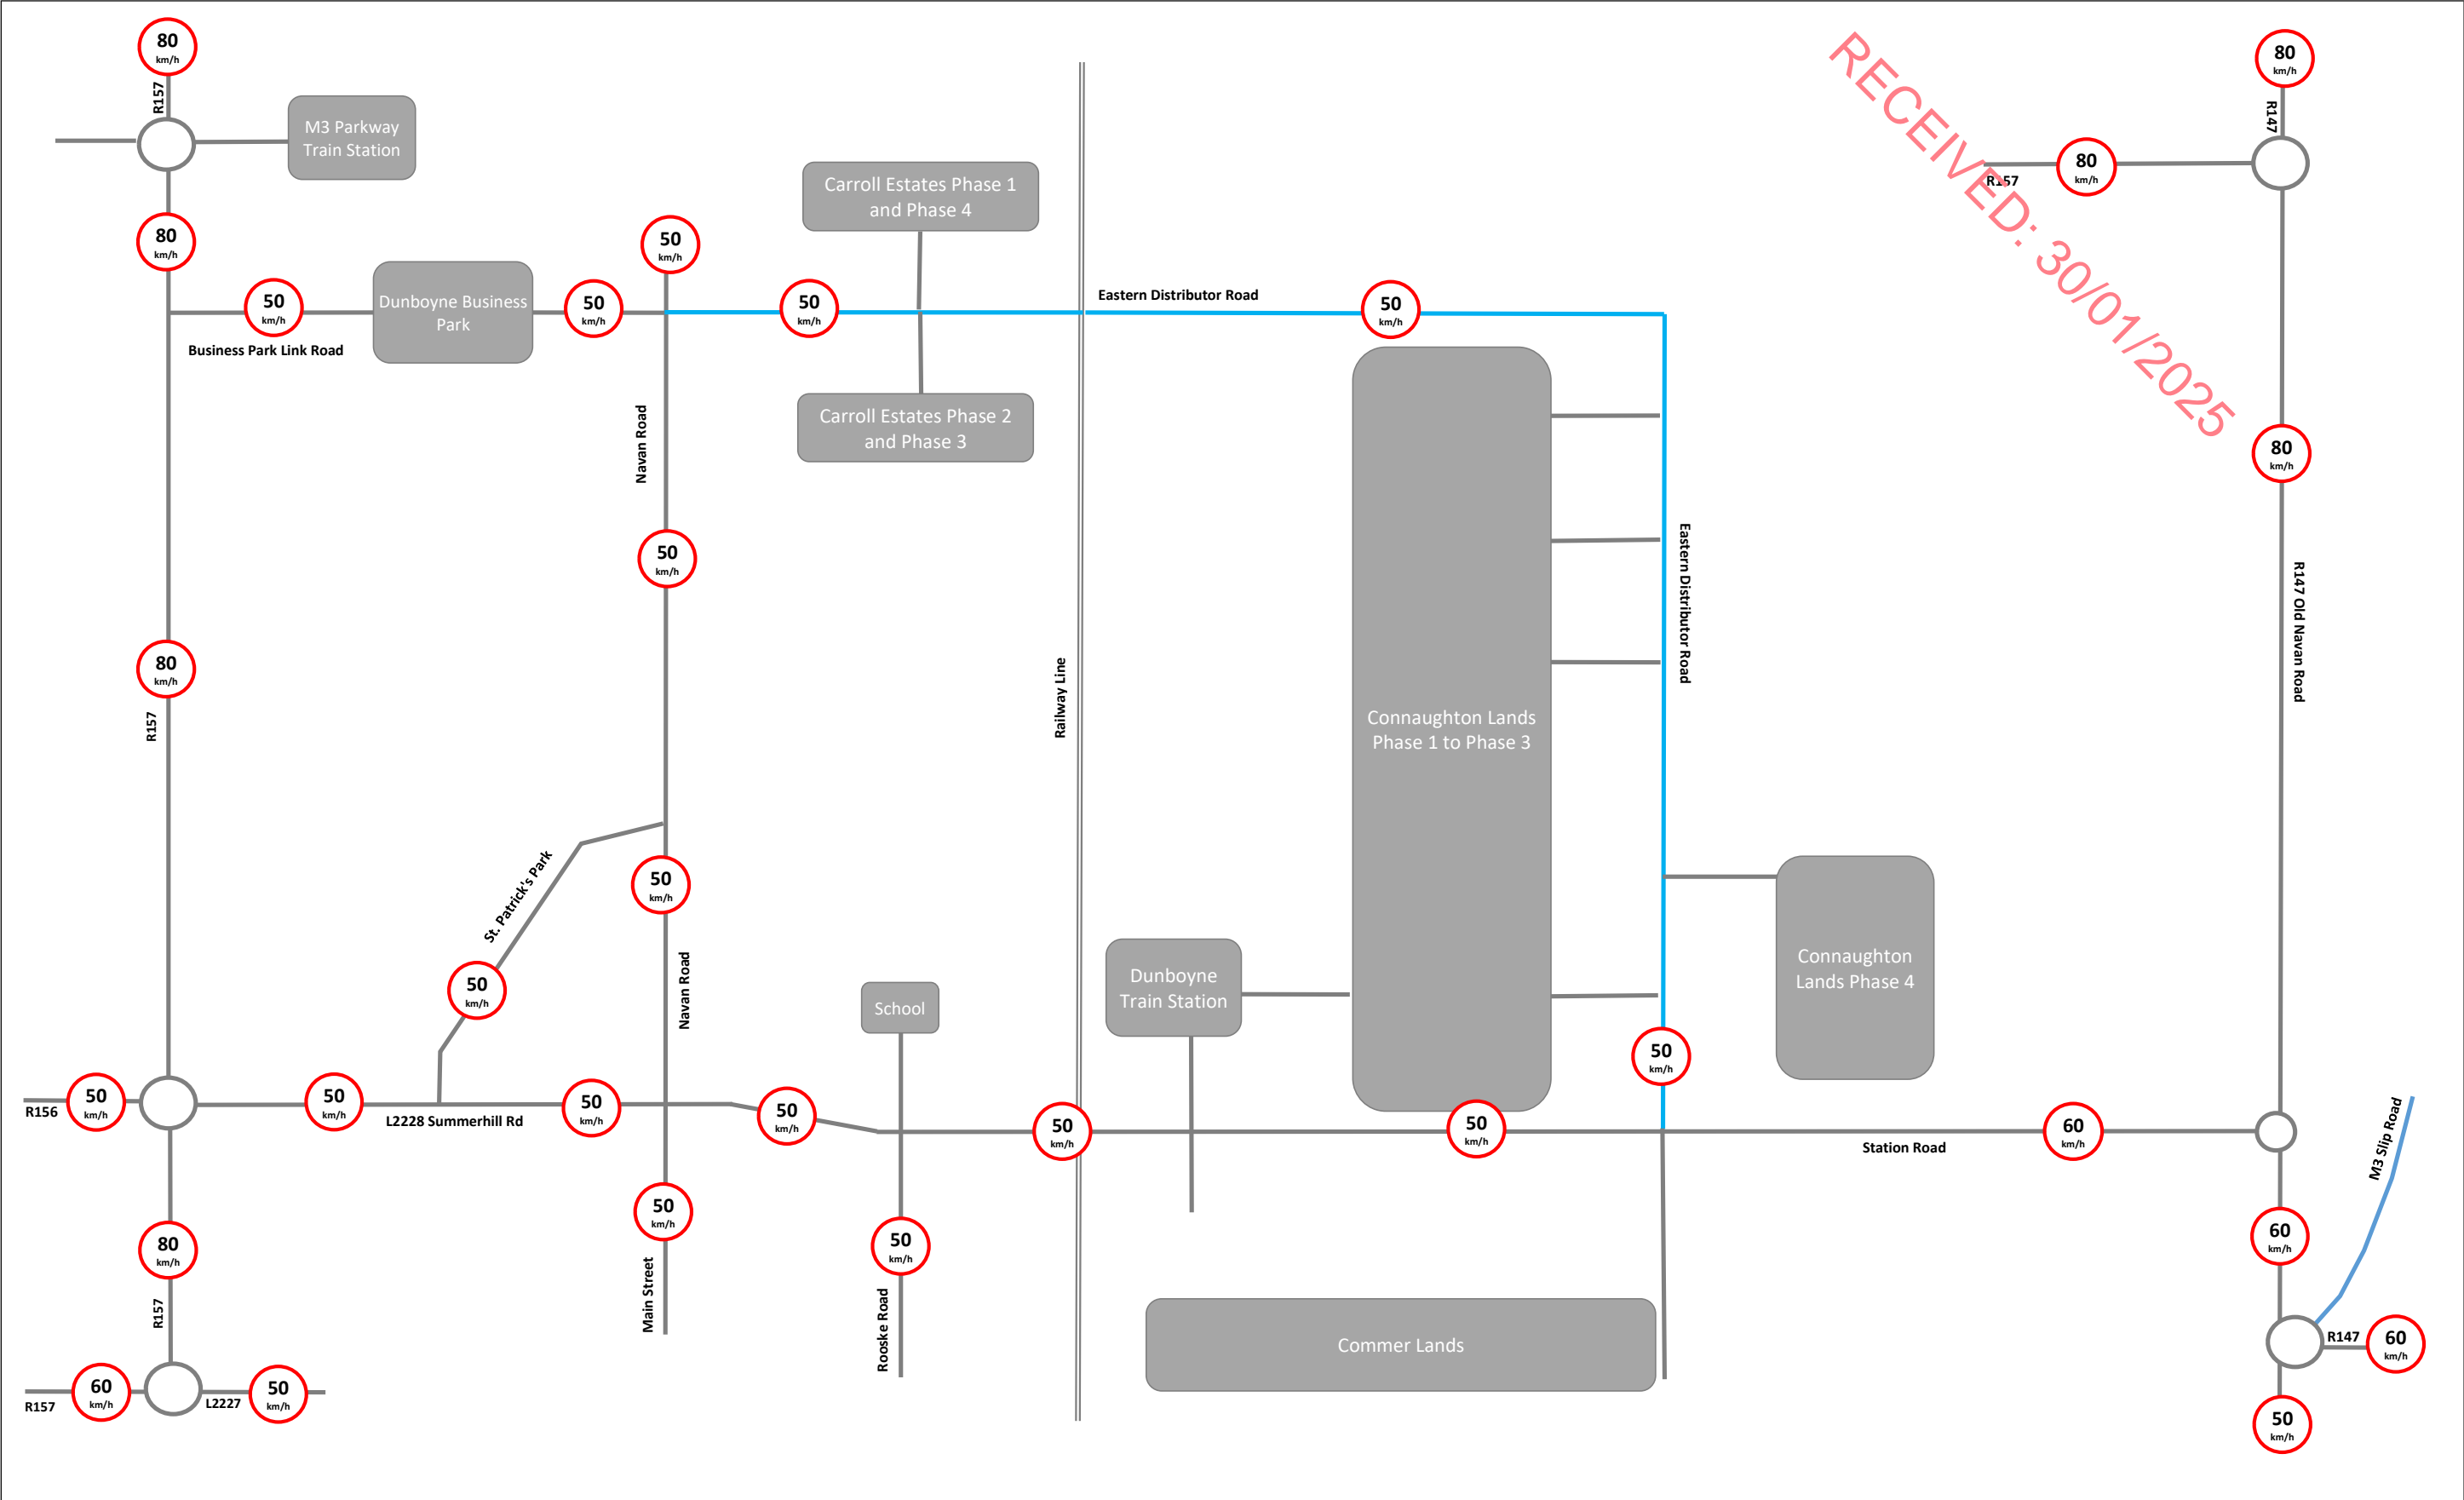 80
km/h
80
km/h
R157
R147
M3 Parkway
Train Station
RECEIVED: 30/01/2025
80
km/h
R157
Carroll Estates Phase 1
and Phase 4
80
km/h
50
km/h
50
km/h
Dunboyne Business
Park
50
km/h
50
km/h
Eastern Distributor Road
50
km/h
Business Park Link Road
Navan Road
Carroll Estates Phase 2
and Phase 3
80
km/h
50
km/h
Eastern Distributor Road
R147 Old Navan Road
80
km/h
R157
Railway Line
Connaughton Lands
Phase 1 to Phase 3
St. Patrick's Park
50
km/h
50
km/h
Navan Road
School
Dunboyne
Train Station
Connaughton
Lands Phase 4
50
km/h
R156
50
km/h
50
km/h
L2228 Summerhill Rd
50
km/h
50
km/h
50
km/h
50
km/h
Station Road
60
km/h
M3 Slip Road
80
km/h
50
km/h
50
km/h
60
km/h
R157
Main Street
Rooske Road
Commer Lands
R147
60
km/h
R157
60
km/h
L2227
50
km/h
50
km/h